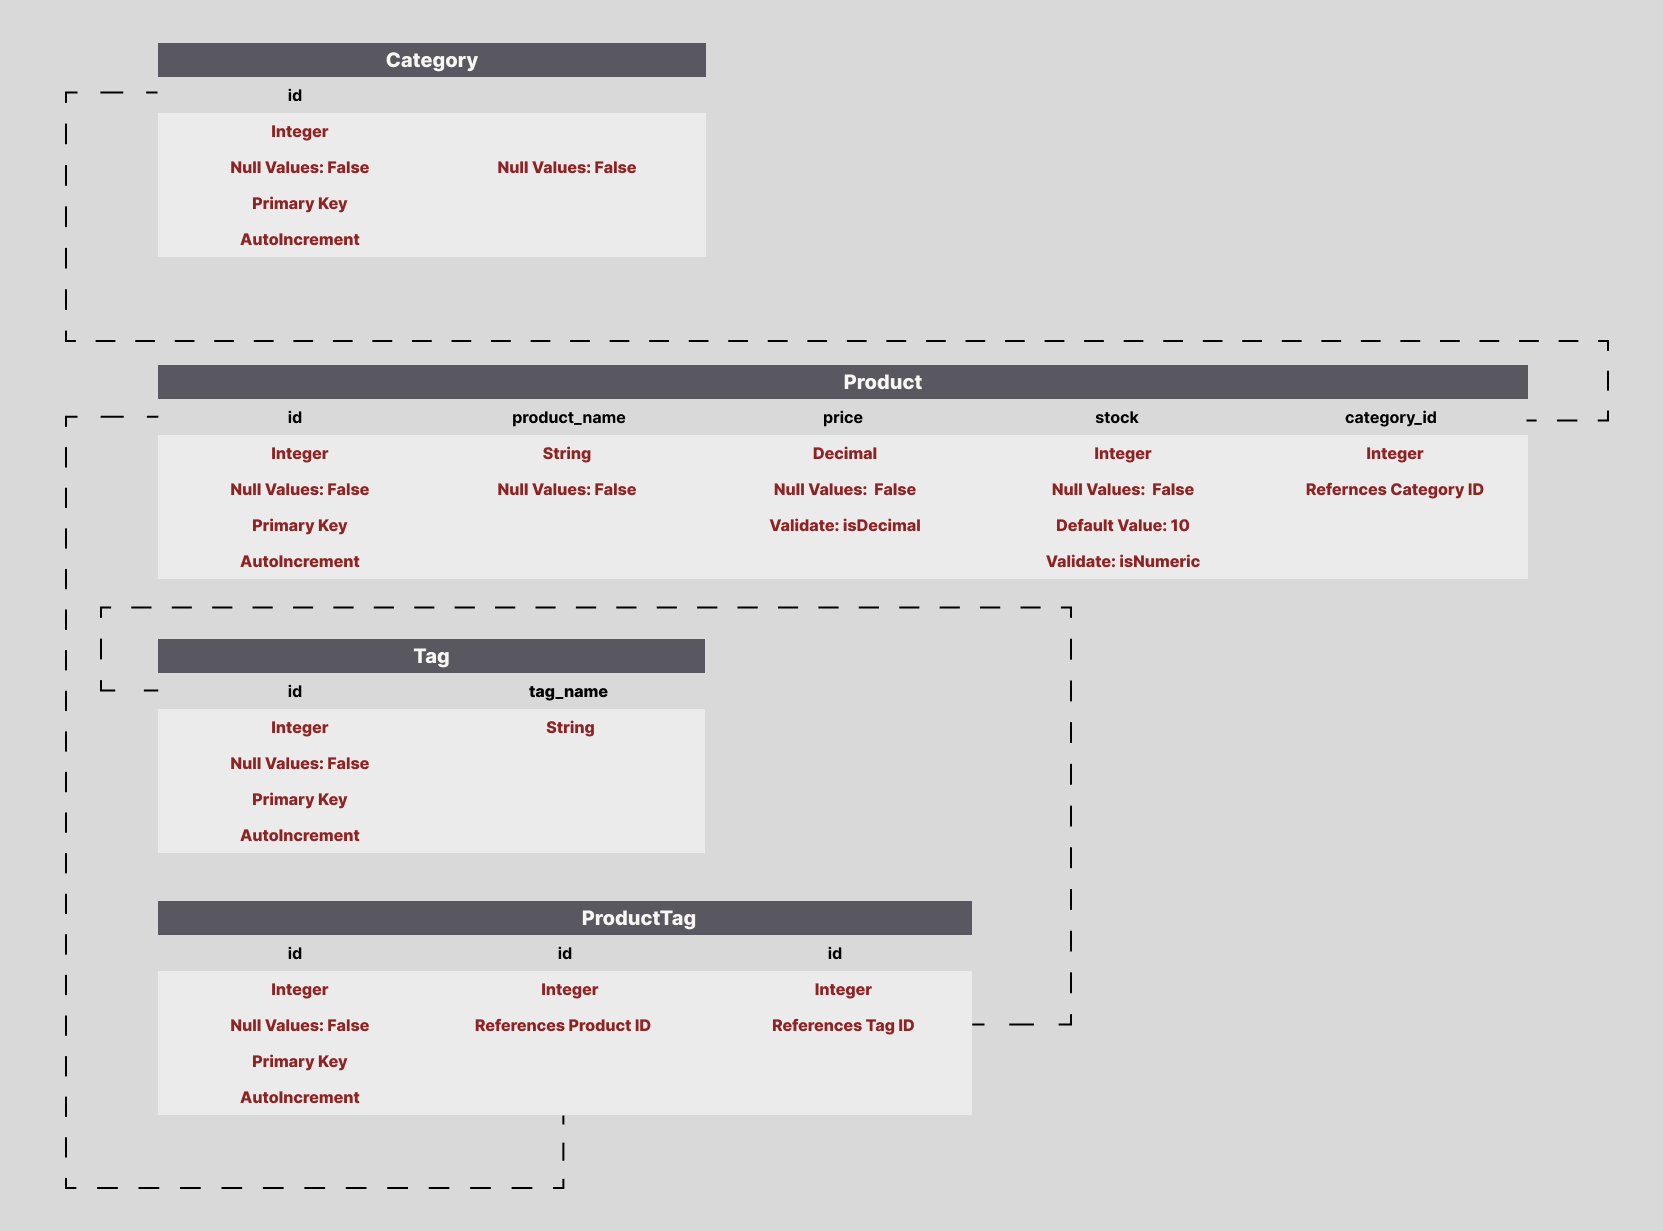 Category
id
Integer
Null Values: False Null Values: False
Primary Key
AutoIncrement
Product
id product_name price stock category_id
Integer String Decimal Integer Integer
Null Values: False Null Values: False Null Values:  False Null Values:  False Refernces Category ID
Primary Key Validate: isDecimal Default Value: 10
AutoIncrement Validate: isNumeric
Tag
id tag_name
Integer String
Null Values: False
Primary Key
AutoIncrement
ProductTag
id id id
Integer Integer Integer
Null Values: False References Product ID References Tag ID
Primary Key
AutoIncrement